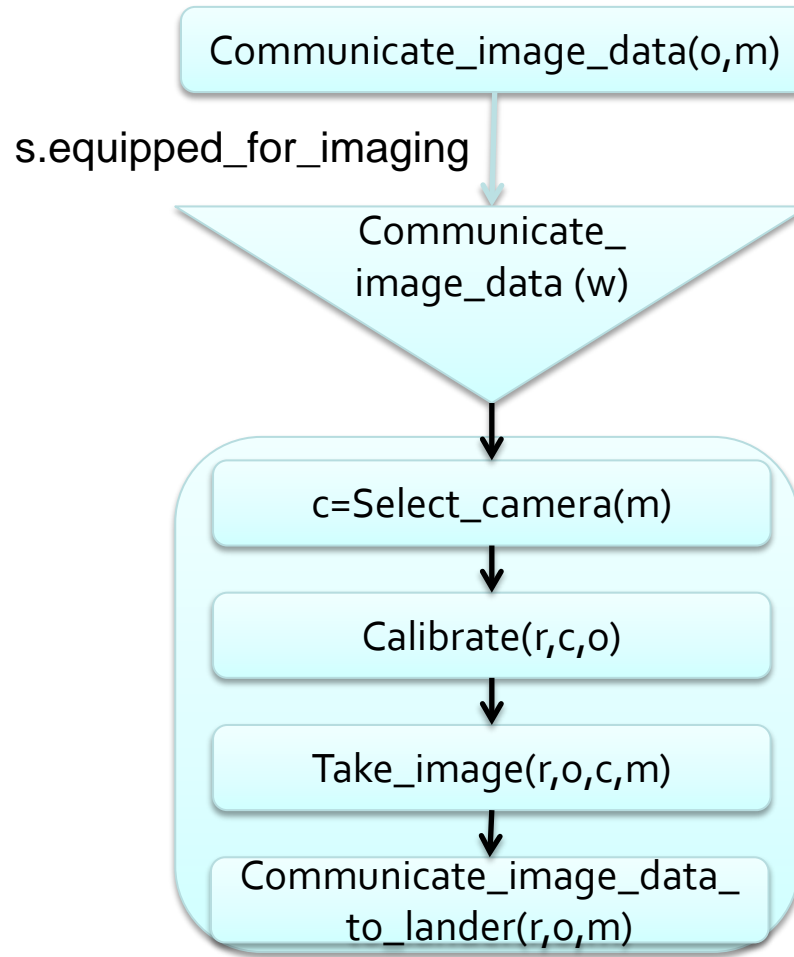 Communicate_image_data(o,m)
s.equipped_for_imaging
Communicate_
image_data (w)
c=Select_camera(m)
Calibrate(r,c,o)
Take_image(r,o,c,m)
Communicate_image_data_
to_lander(r,o,m)